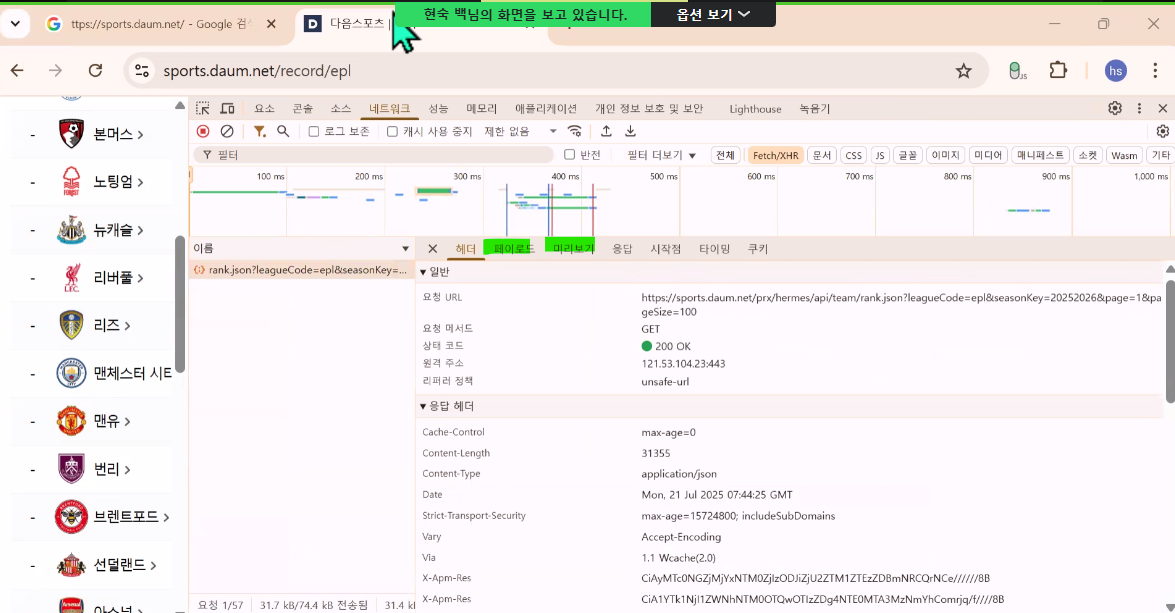 현숙 백님의 화면을 보고 있습니다. 옵션 보기
ttps://sports.daum.net/ - Google 검색
다음스포츠 |
sports.daum.net/record/epl
JS
hs
요소 콘솔 소스 네트워크 성능 메모리 애플리케이션 개인 정보 보호 및 보안 Lighthouse 녹음기
로그 보존 캐시 사용 중지 제한 없음
필터 반전 필터 더보기 전체 Fetch/XHR 문서 CSS JS 글꼴 이미지 미디어 매니페스트 소켓 Wasm 기타
100 ms 200 ms 300 ms 400 ms 500 ms 600 ms 700 ms 800 ms 900 ms 1,000 ms
- 본머스 >
- 노팅엄 >
- 뉴캐슬 >
- 리버풀 >
- 리즈 >
- 맨체스터 시티
- 맨유 >
- 번리 >
- 브렌트포드 >
- 선덜랜드 >
아스널
이름
rank.json?leagueCode=epl&seasonKey=...
요청 1/57 31.7 kB/74.4 kB 전송됨 31.4 k
헤더 페이로드 미리보기 응답 시작점 타이밍 쿠키
▼ 일반
요청 URL https://sports.daum.net/prx/hermes/api/team/rank.json?leagueCode=epl&seasonKey=20252026&page=1&pa
geSize=100
요청 메서드 GET
상태 코드 200 OK
원격 주소 121.53.104.23:443
리퍼러 정책 unsafe-url
▼ 응답 헤더
Cache-Control max-age=0
Content-Length 31355
Content-Type application/json
Date Mon, 21 Jul 2025 07:44:25 GMT
Strict-Transport-Security max-age=15724800; includeSubDomains
Vary Accept-Encoding
Via 1.1 Wcache(2.0)
X-Apm-Res CiAyMTc0NGZjMjYxNTM0ZjIzODJiZjU2ZTM1ZTEzZDBmNRCQrNCe//////8B
X-Apm-Res CiA1YTk1NjI1ZWNhNTM0OTQwOTIzZDg4NTE0MTA3MzNmYhComrjq/f////8B